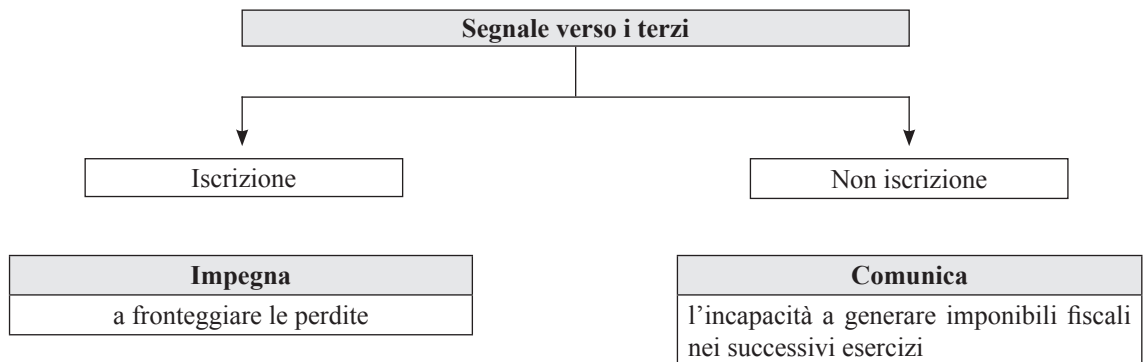 Segnale verso i terzi
Iscrizione
Non iscrizione
Impegna
a fronteggiare le perdite
Comunica
l'incapacità a generare imponibili fiscali
nei successivi esercizi